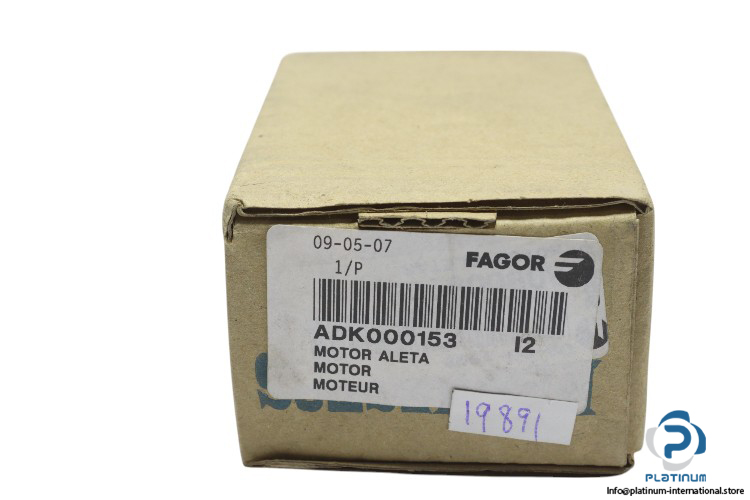 09-05-07
FAGOR
1/P
ADK000153 I2
MOTOR ALETA
MOTOR
MOTEUR
19891
PLATINUM
Info@platinum-international.store